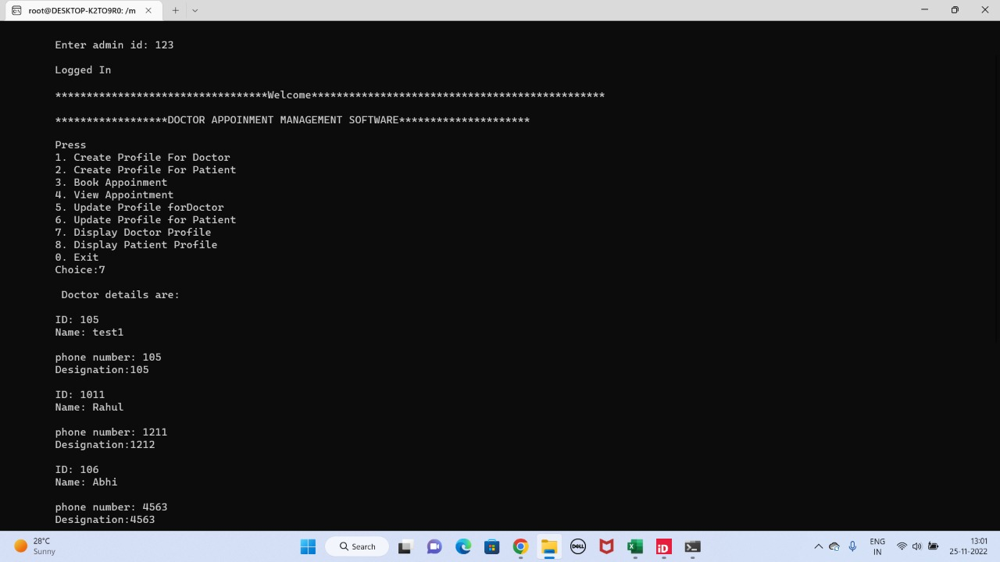 root@DESKTOP-K2TO9R0: /m
Enter admin id: 123
Logged In
**********************************Welcome***********************************************
******************DOCTOR APPOINMENT MANAGEMENT SOFTWARE*********************
Press
1. Create Profile For Doctor
2. Create Profile For Patient
3. Book Appoinment
4. View Appointment
5. Update Profile forDoctor
6. Update Profile for Patient
7. Display Doctor Profile
8. Display Patient Profile
0. Exit
Choice:7
Doctor details are:
ID: 105
Name: test1
phone number: 105
Designation:105
ID: 1011
Name: Rahul
phone number: 1211
Designation:1212
ID: 106
Name: Abhi
phone number: 4563
Designation:4563
28°C
Sunny
Search
DELL
iD
ENG
IN
13:01
25-11-2022